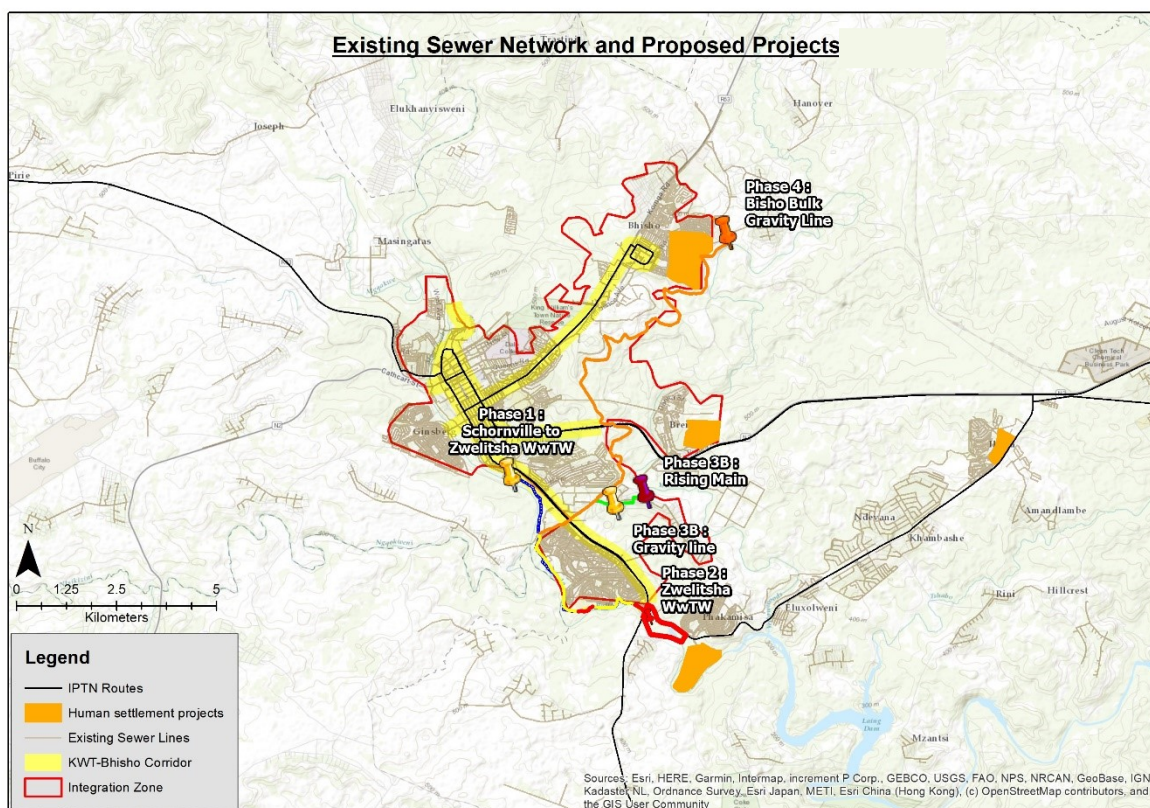 Existing Sewer Network and Proposed Projects
Elukhanyisweni
Hanover
Joseph
Pirie
Phase 4 :
Bisho Bulk
Gravity Line
Bhisho
Masingatas
Phase 1 :
Schornville to
Zwelitsha WwTW
Phase 3B :
Rising Main
Buffalo
City
Amandlambe
Ndevana
Khambashe
Phase 3B :
Gravity line
Phase 2 :
Zwelitsha
WwTW
Eluxolweni
Rini
Hillcrest
Phakamisa
N
0 1.25 2.5 5
Kilometers
Laing
Dam
Mzantsi
Legend
IPTN Routes
Human settlement projects
Existing Sewer Lines
KWT-Bhisho Corridor
Integration Zone
Sources: Esri, HERE, Garmin, Intermap, increment P Corp., GEBCO, USGS, FAO, NPS, NRCAN, GeoBase, IGN,
Kadaster NL, Ordnance Survey, Esri Japan, METI, Esri China (Hong Kong), (c) OpenStreetMap contributors, and
the GIS User Community